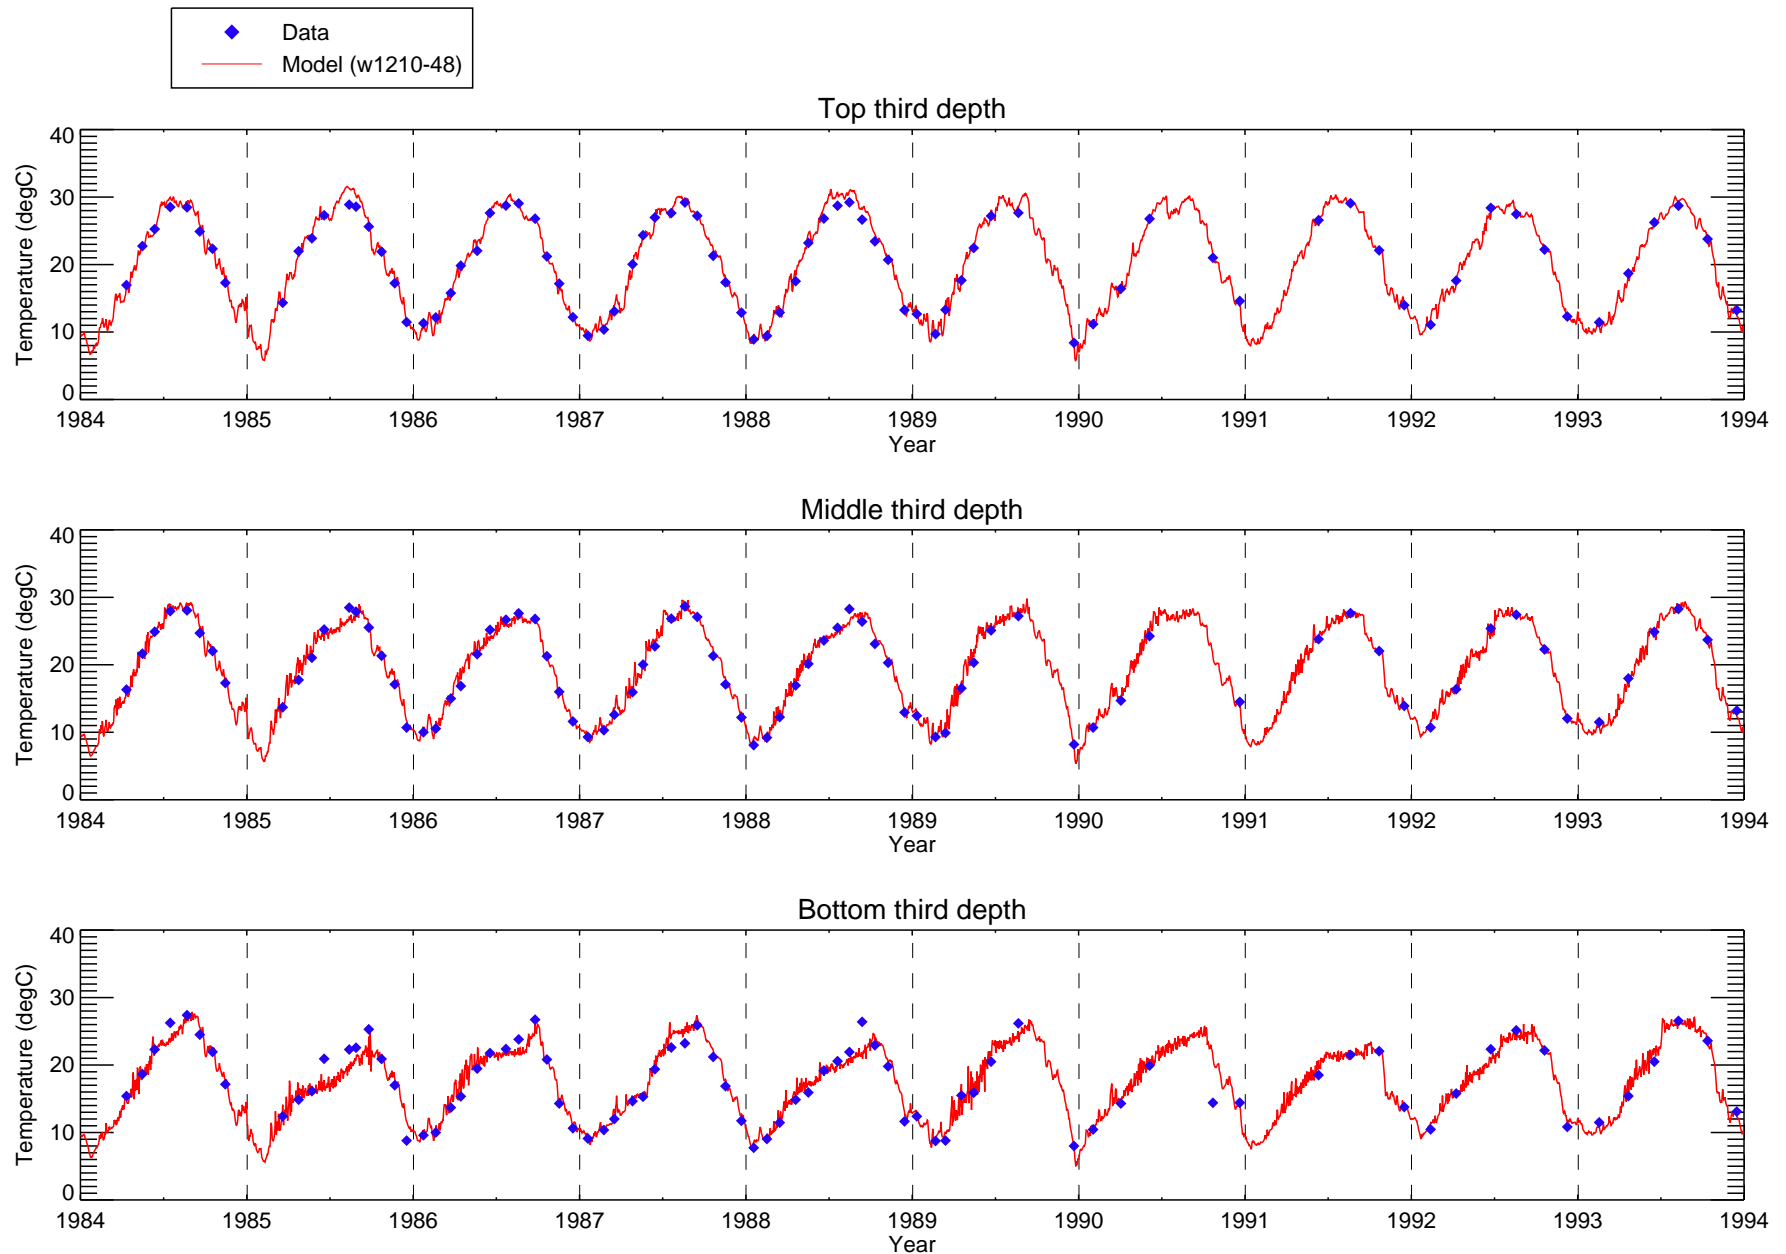 Data
Model (w1210-48)
Top third depth
Temperature (degC)
40
30
20
10
0
1984 1985 1986 1987 1988 1989 1990 1991 1992 1993 1994
Year
Middle third depth
Temperature (degC)
40
30
20
10
0
1984 1985 1986 1987 1988 1989 1990 1991 1992 1993 1994
Year
Bottom third depth
Temperature (degC)
40
30
20
10
0
1984 1985 1986 1987 1988 1989 1990 1991 1992 1993 1994
Year